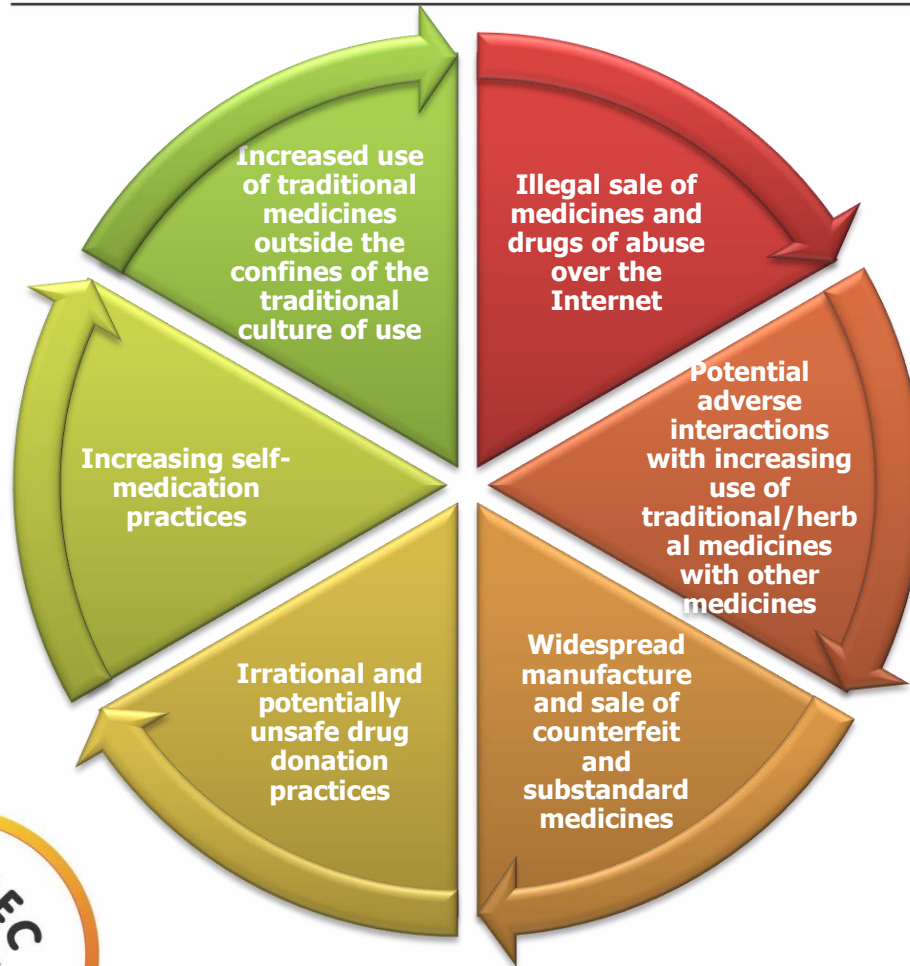 Increased use
of traditional
medicines
outside the
confines of the
traditional
culture of use
Illegal sale of
medicines and
drugs of abuse
over the
Internet
Potential
adverse
interactions
with increasing
use of
traditional/herb
al medicines
with other
medicines
Widespread
manufacture
and sale of
counterfeit
and
substandard
medicines
Irrational and
potentially
unsafe drug
donation
practices
Increasing self-
medication
practices
EC